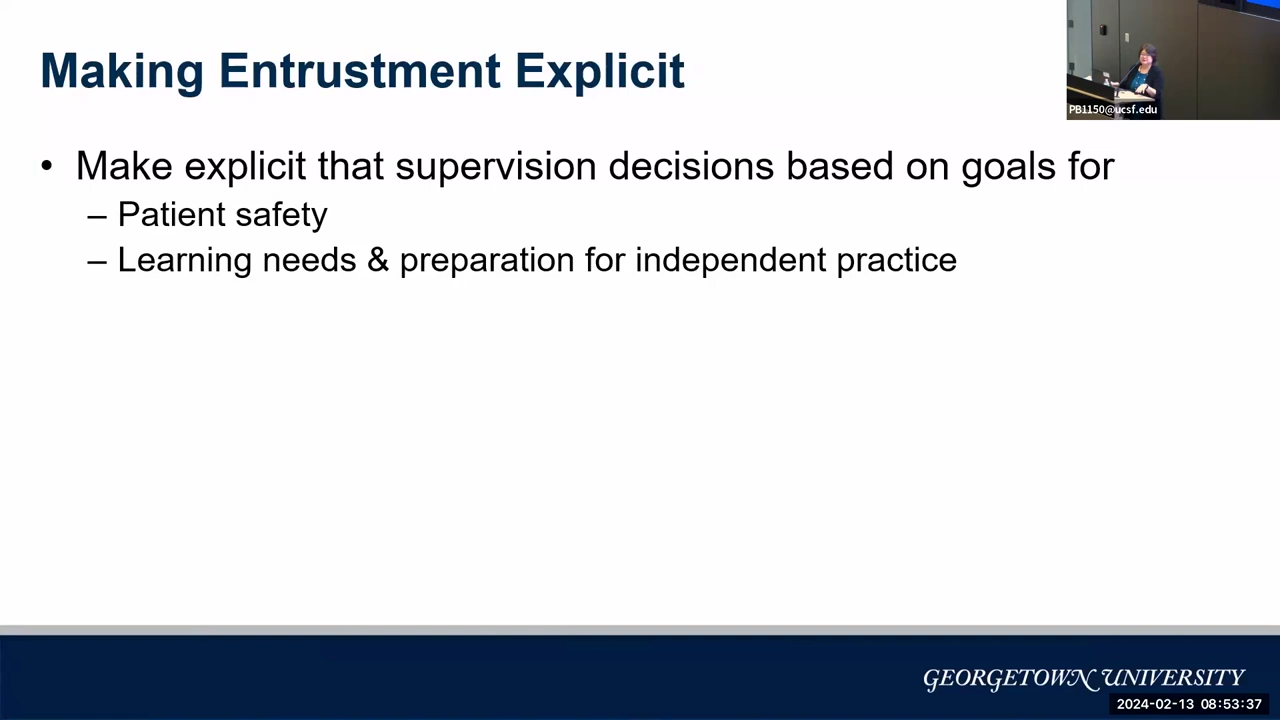 Making Entrustment Explicit
PB1150@ucsf.edu
• Make explicit that supervision decisions based on goals for
– Patient safety
– Learning needs & preparation for independent practice
GEORGETOWN UNIVERSITY
2024-02-13 08:53:37